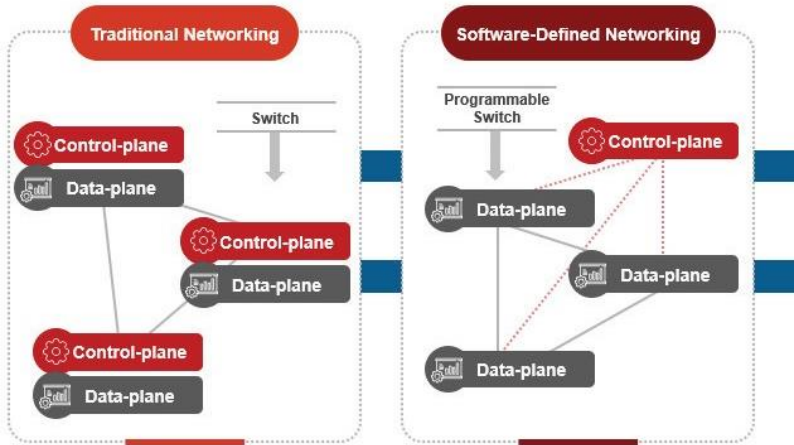 Traditional Networking
Switch
Control-plane
Data-plane
Control-plane
Data-plane
Control-plane
Data-plane
Software-Defined Networking
Programmable
Switch
Control-plane
Data-plane
Data-plane
Data-plane